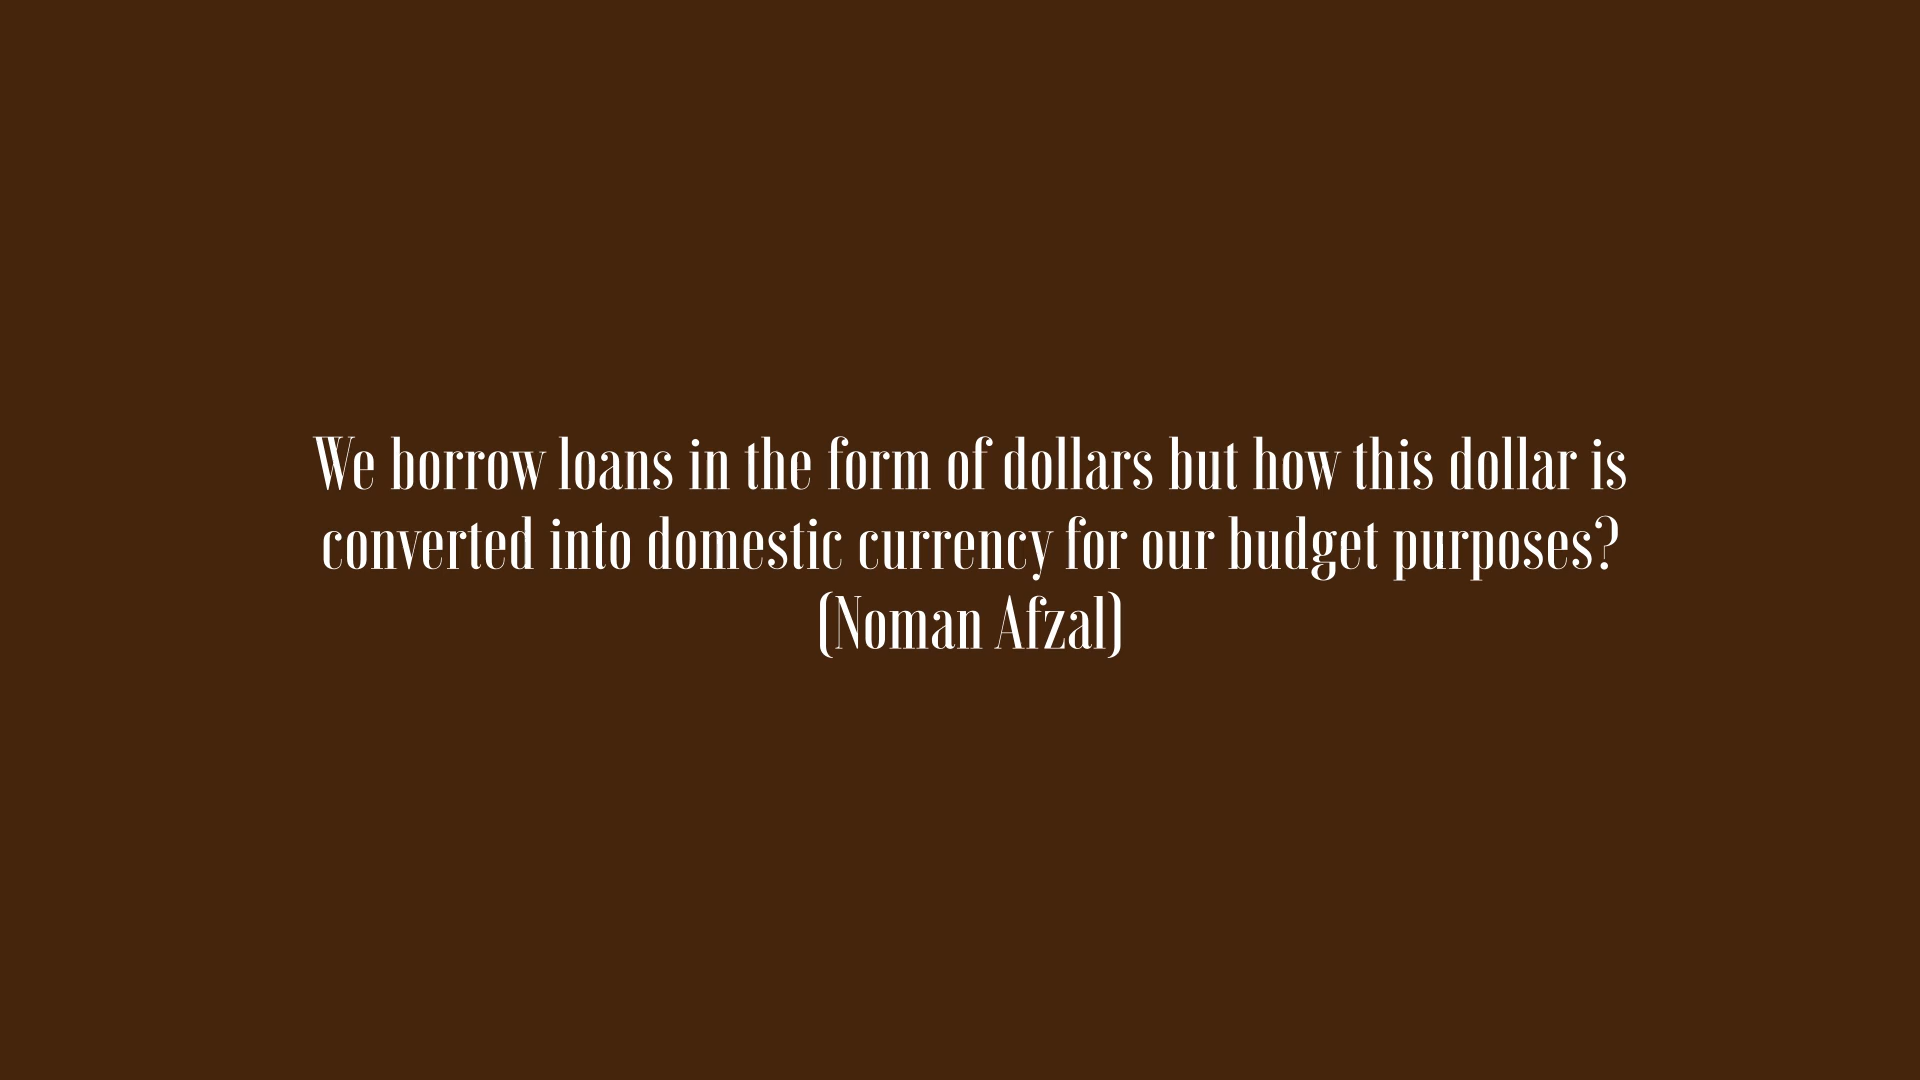 We borrow loans in the form of dollars but how this dollar is
converted into domestic currency for our budget purposes?
(Noman Afzal)